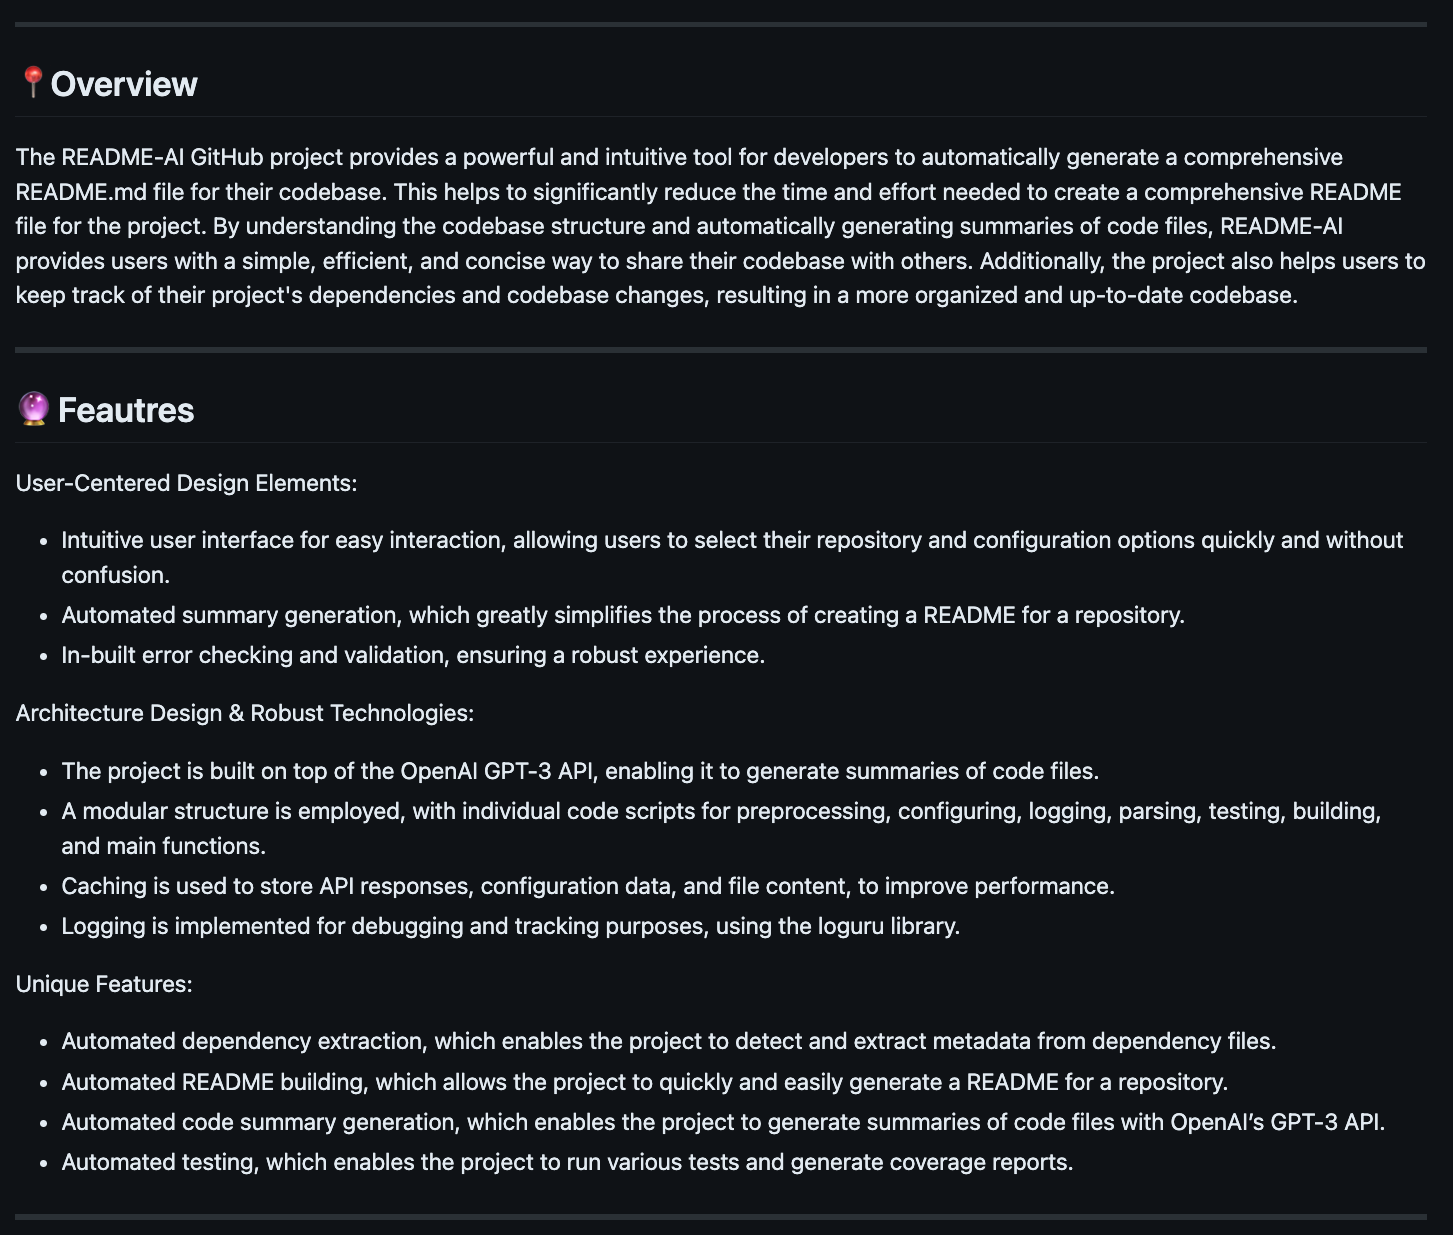 Overview
The README-AI GitHub project provides a powerful and intuitive tool for developers to automatically generate a comprehensive
README.md file for their codebase. This helps to significantly reduce the time and effort needed to create a comprehensive README
file for the project. By understanding the codebase structure and automatically generating summaries of code files, README-AI
provides users with a simple, efficient, and concise way to share their codebase with others. Additionally, the project also helps users to
keep track of their project's dependencies and codebase changes, resulting in a more organized and up-to-date codebase.
Feautres
User-Centered Design Elements:
• Intuitive user interface for easy interaction, allowing users to select their repository and configuration options quickly and without
confusion.
• Automated summary generation, which greatly simplifies the process of creating a README for a repository.
• In-built error checking and validation, ensuring a robust experience.
Architecture Design & Robust Technologies:
• The project is built on top of the OpenAI GPT-3 API, enabling it to generate summaries of code files.
• A modular structure is employed, with individual code scripts for preprocessing, configuring, logging, parsing, testing, building,
and main functions.
• Caching is used to store API responses, configuration data, and file content, to improve performance.
• Logging is implemented for debugging and tracking purposes, using the loguru library.
Unique Features:
• Automated dependency extraction, which enables the project to detect and extract metadata from dependency files.
• Automated README building, which allows the project to quickly and easily generate a README for a repository.
• Automated code summary generation, which enables the project to generate summaries of code files with OpenAI’s GPT-3 API.
• Automated testing, which enables the project to run various tests and generate coverage reports.